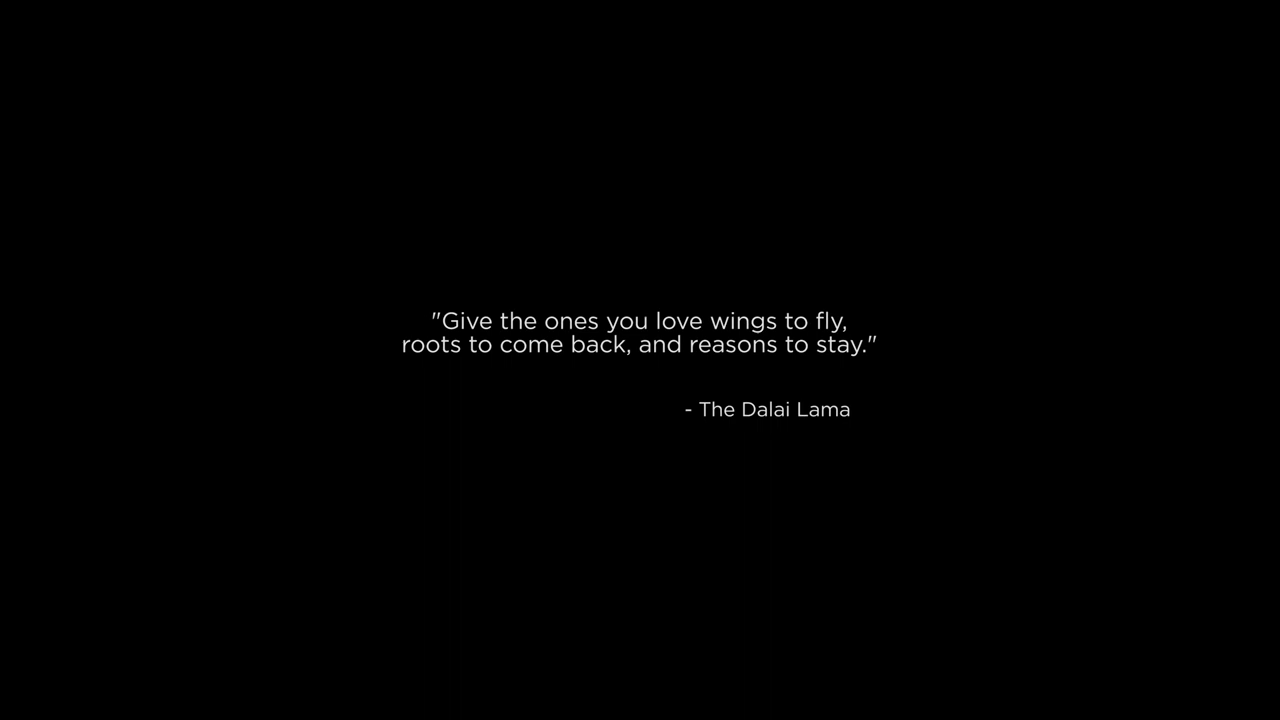 "Give the ones you love wings to fly,
roots to come back, and reasons to stay."
- The Dalai Lama